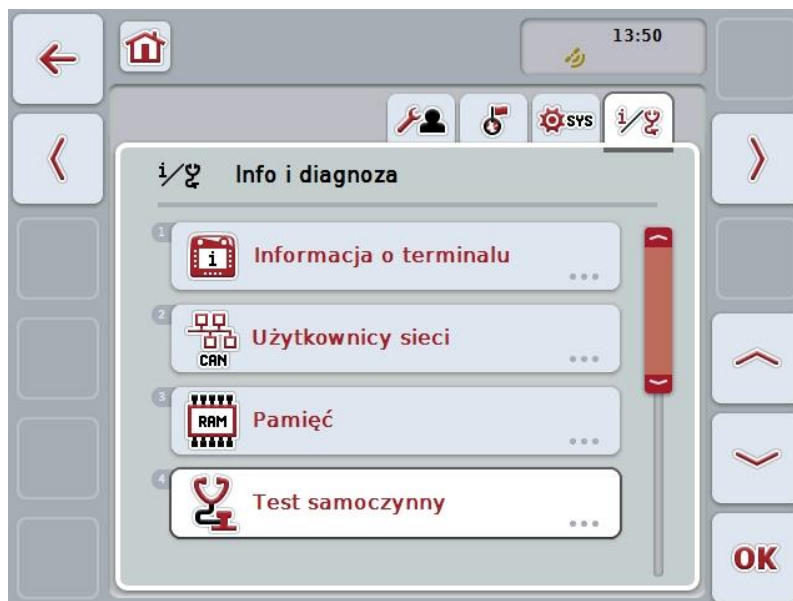 13:50
SYS
i
i Info i diagnoza
1
i Informacja o terminalu
2
CAN Użytkownicy sieci
3
RAM Pamięć
4
Test samoczynny
OK